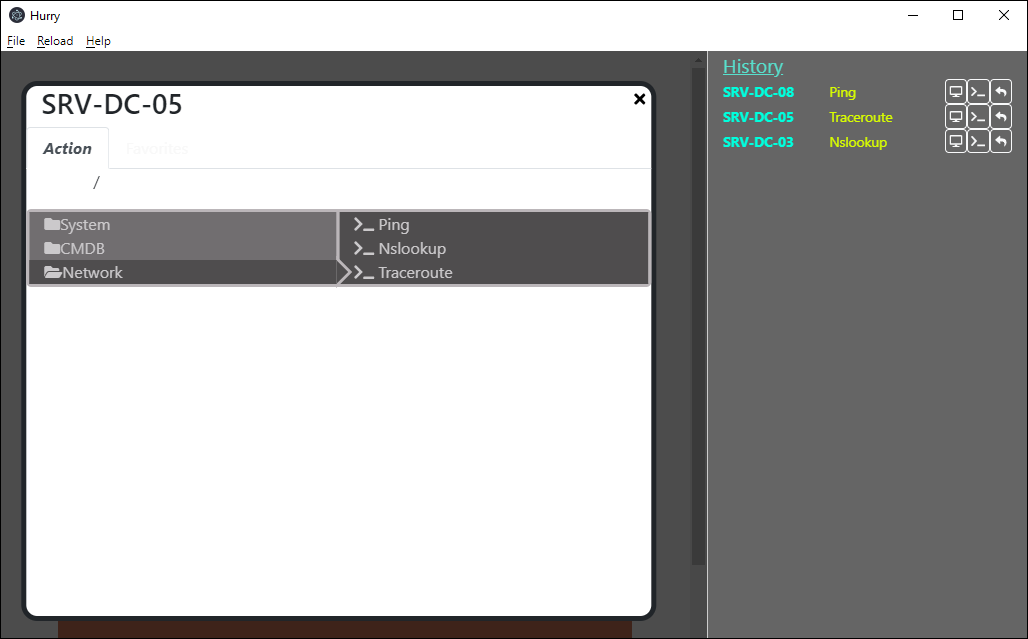 Hurry
File Reload Help
SRV-DC-05
Action Favorites
/
System
CMDB
Network
Ping
Nslookup
Traceroute
History
SRV-DC-08 Ping
SRV-DC-05 Traceroute
SRV-DC-03 Nslookup